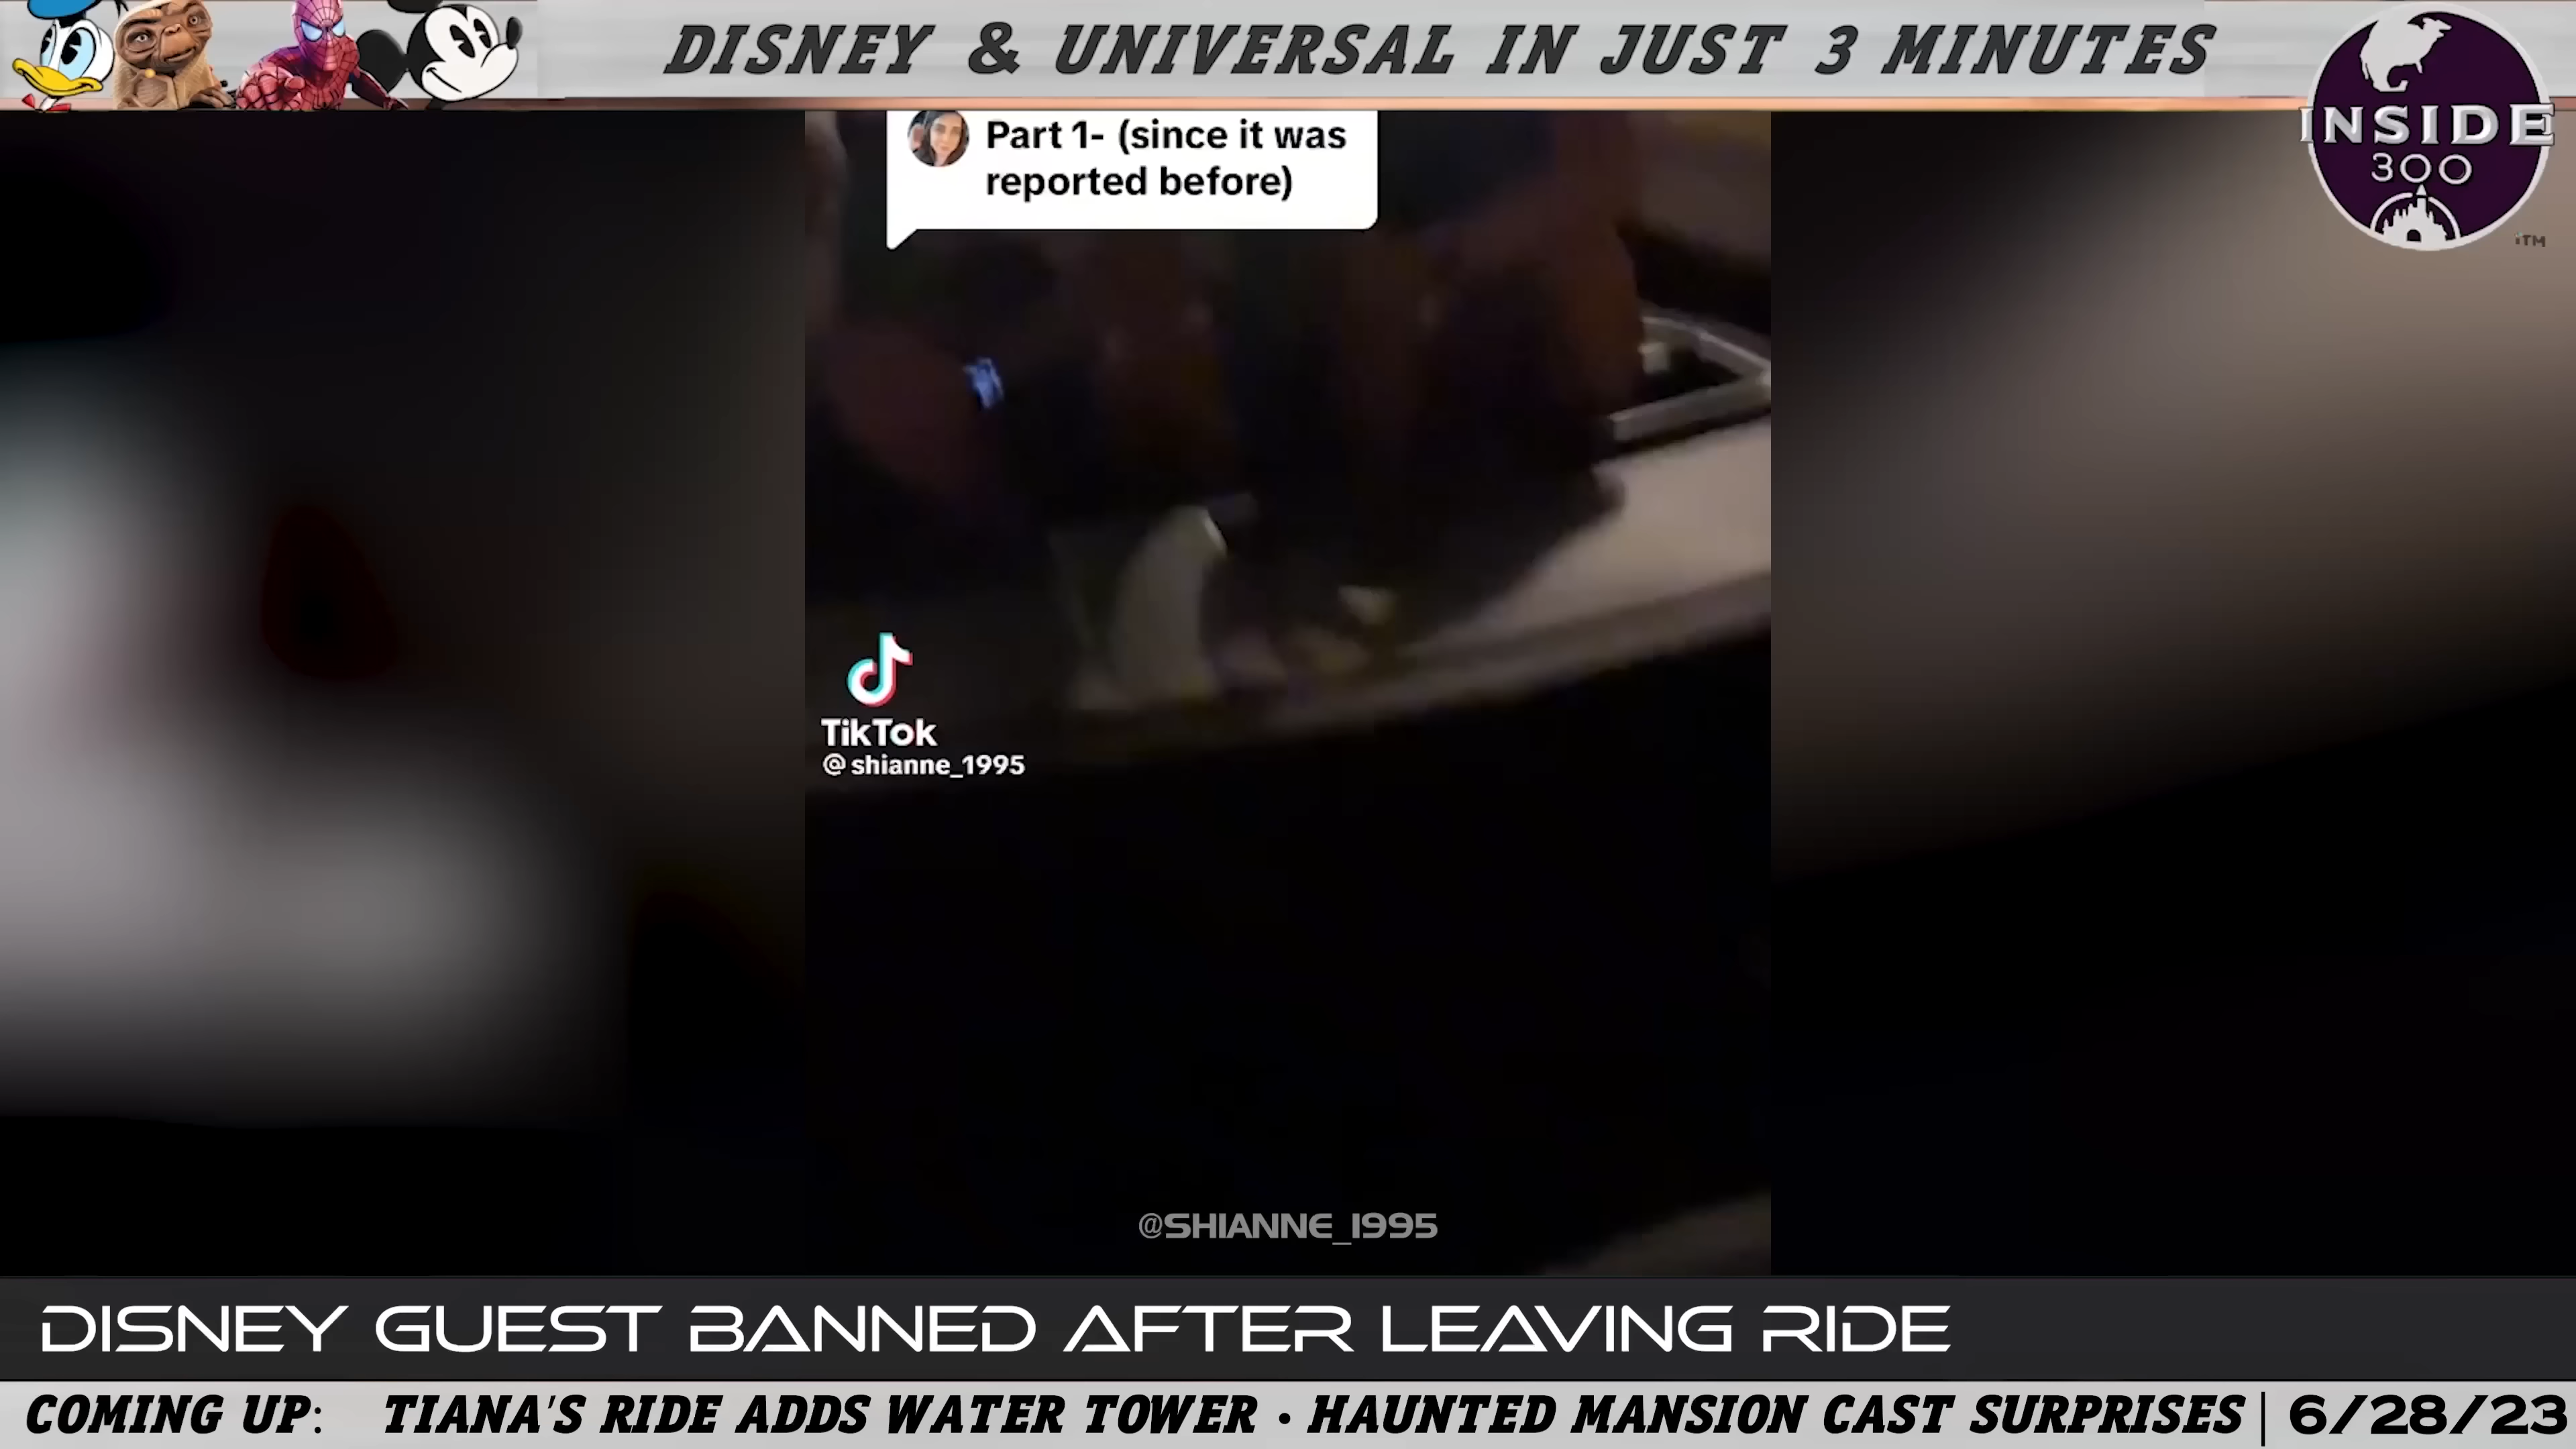 DISNEY & UNIVERSAL IN JUST 3 MINUTES
INSIDE
300
TM
Part 1- (since it was
reported before)
TikTok
@shianne_1995
@SHIANNE_1995
DISNEY GUEST BANNED AFTER LEAVING RIDE
COMING UP: TIANA'S RIDE ADDS WATER TOWER • HAUNTED MANSION CAST SURPRISES | 6/28/23